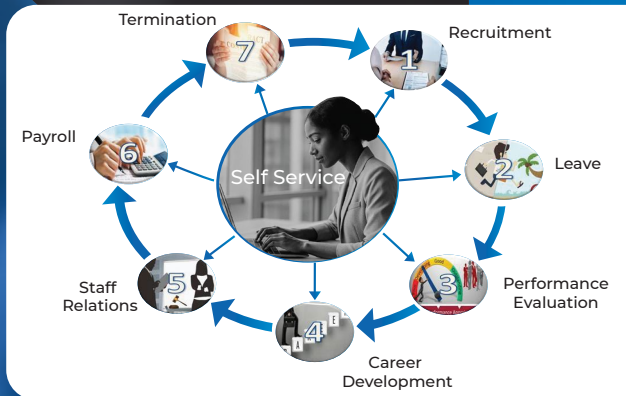 Termination
7
Recruitment
1
Payroll
6
Self Service
2
Leave
Staff
Relations
5
3
Performance
Evaluation
4
Career
Development